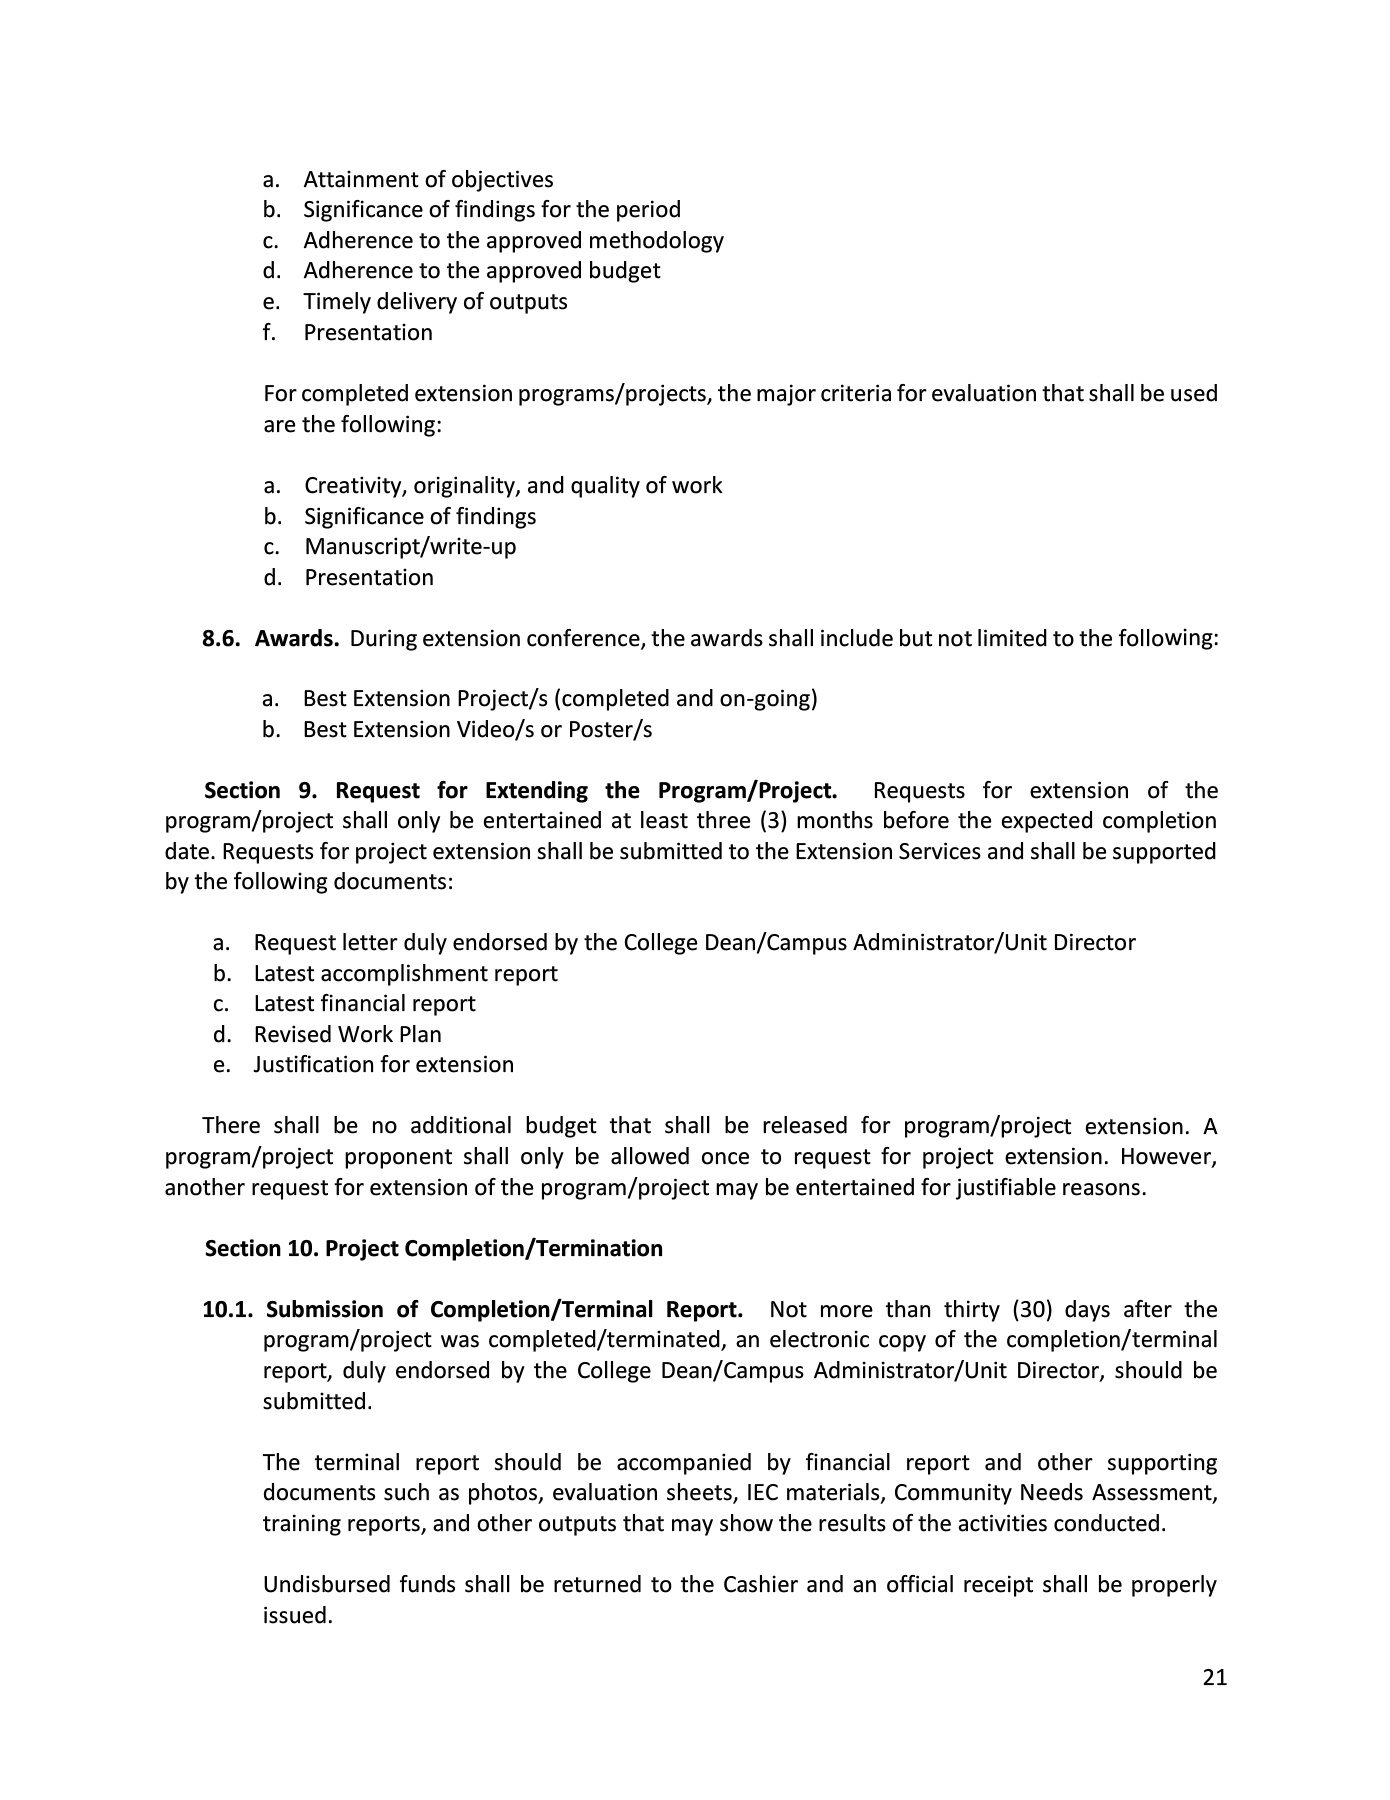 a. Attainment of objectives
b. Significance of findings for the period
c. Adherence to the approved methodology
d. Adherence to the approved budget
e. Timely delivery of outputs
f. Presentation
For completed extension programs/projects, the major criteria for evaluation that shall be used
are the following:
a. Creativity, originality, and quality of work
b. Significance of findings
c. Manuscript/write-up
d. Presentation
8.6. Awards. During extension conference, the awards shall include but not limited to the following:
a. Best Extension Project/s (completed and on-going)
b. Best Extension Video/s or Poster/s
Section 9. Request for Extending the Program/Project. Requests for extension of the
program/project shall only be entertained at least three (3) months before the expected completion
date. Requests for project extension shall be submitted to the Extension Services and shall be supported
by the following documents:
a. Request letter duly endorsed by the College Dean/Campus Administrator/Unit Director
b. Latest accomplishment report
c. Latest financial report
d. Revised Work Plan
e. Justification for extension
There shall be no additional budget that shall be released for program/project extension. A
program/project proponent shall only be allowed once to request for project extension. However,
another request for extension of the program/project may be entertained for justifiable reasons.
Section 10. Project Completion/Termination
10.1. Submission of Completion/Terminal Report. Not more than thirty (30) days after the
program/project was completed/terminated, an electronic copy of the completion/terminal
report, duly endorsed by the College Dean/Campus Administrator/Unit Director, should be
submitted.
The terminal report should be accompanied by financial report and other supporting
documents such as photos, evaluation sheets, IEC materials, Community Needs Assessment,
training reports, and other outputs that may show the results of the activities conducted.
Undisbursed funds shall be returned to the Cashier and an official receipt shall be properly
issued.
21